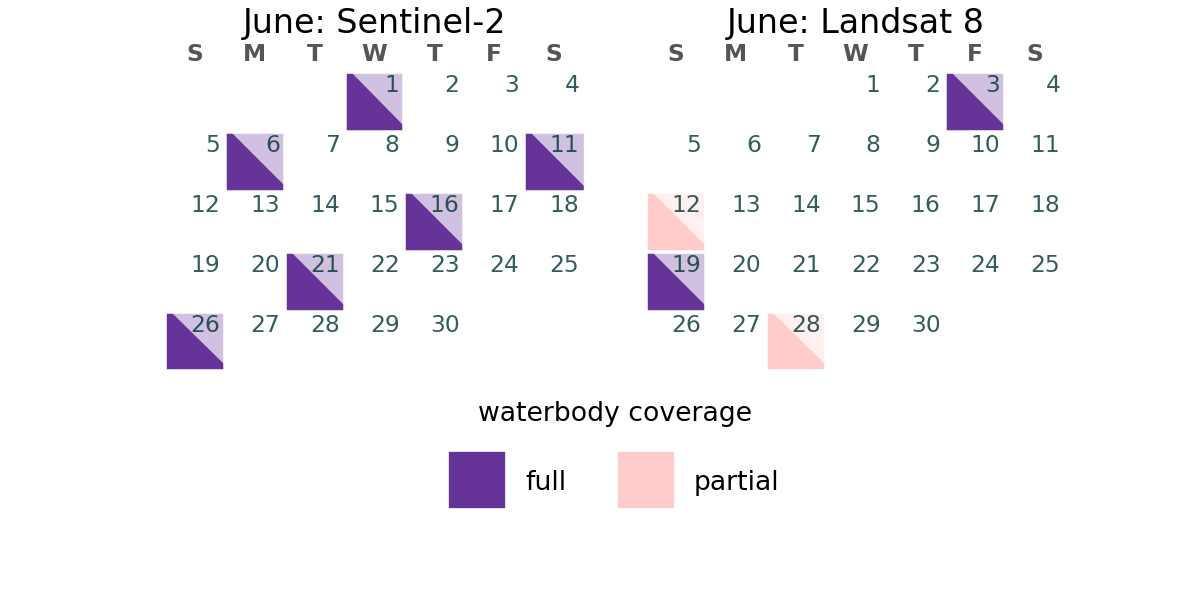 June: Sentinel-2
S M T W T F S
1 2 3 4
5 6 7 8 9 10 11
12 13 14 15 16 17 18
19 20 21 22 23 24 25
26 27 28 29 30
June: Landsat 8
S M T W T F S
1 2 3 4
5 6 7 8 9 10 11
12 13 14 15 16 17 18
19 20 21 22 23 24 25
26 27 28 29 30
waterbody coverage
full
partial